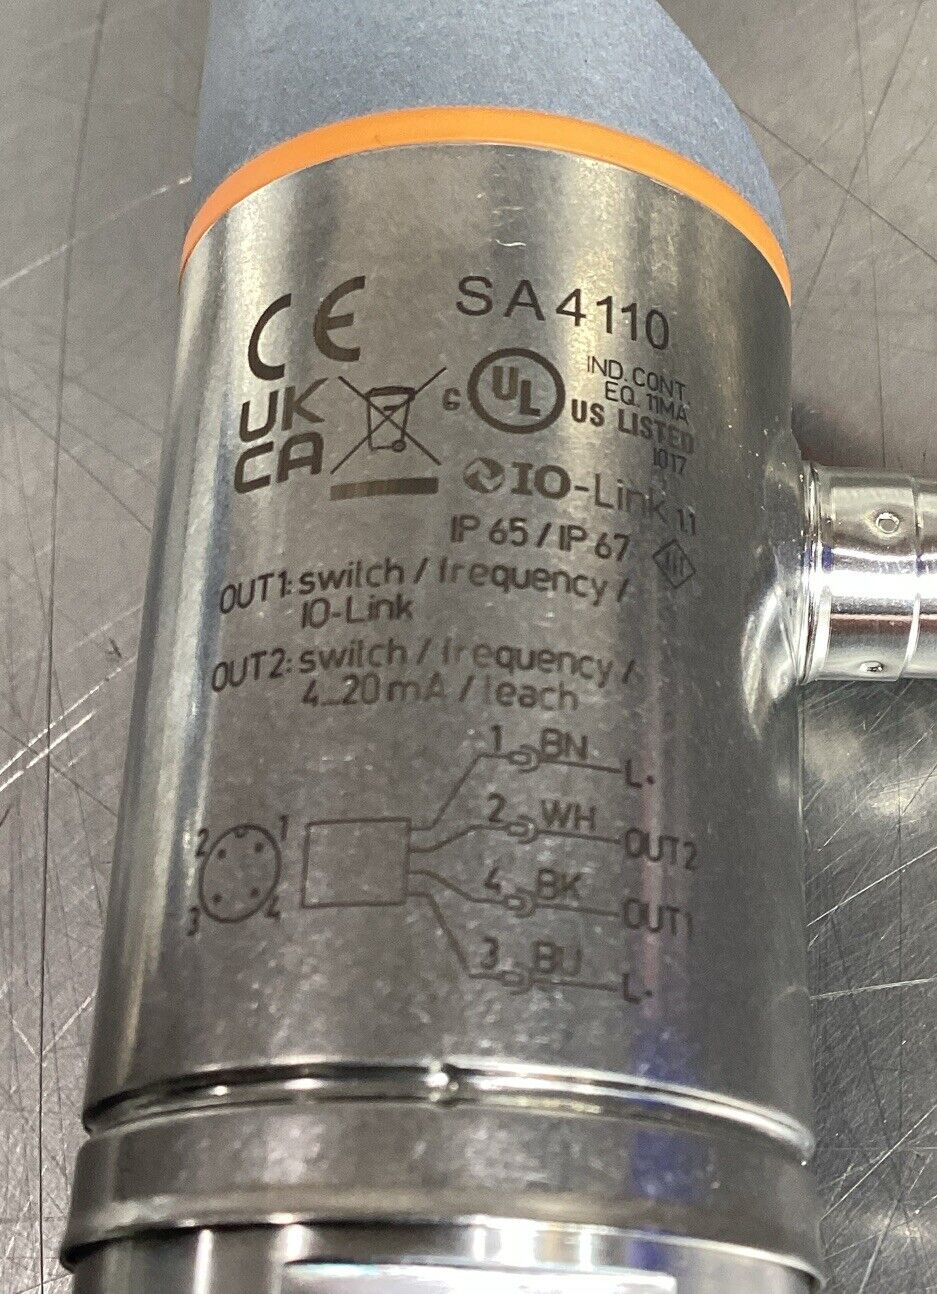 CE
SA4110
UK
CA
c UL US LISTED
IND. CONT.
EQ. 11MA
1017
IO-Link 1.1
IP 65 / IP 67
OUT1: switch / frequency /
IO-Link
OUT2: switch / frequency /
4...20 mA / teach
1 BN L+
2 WH OUT2
4 BK OUT1
3 BU L-
2 1
3 4